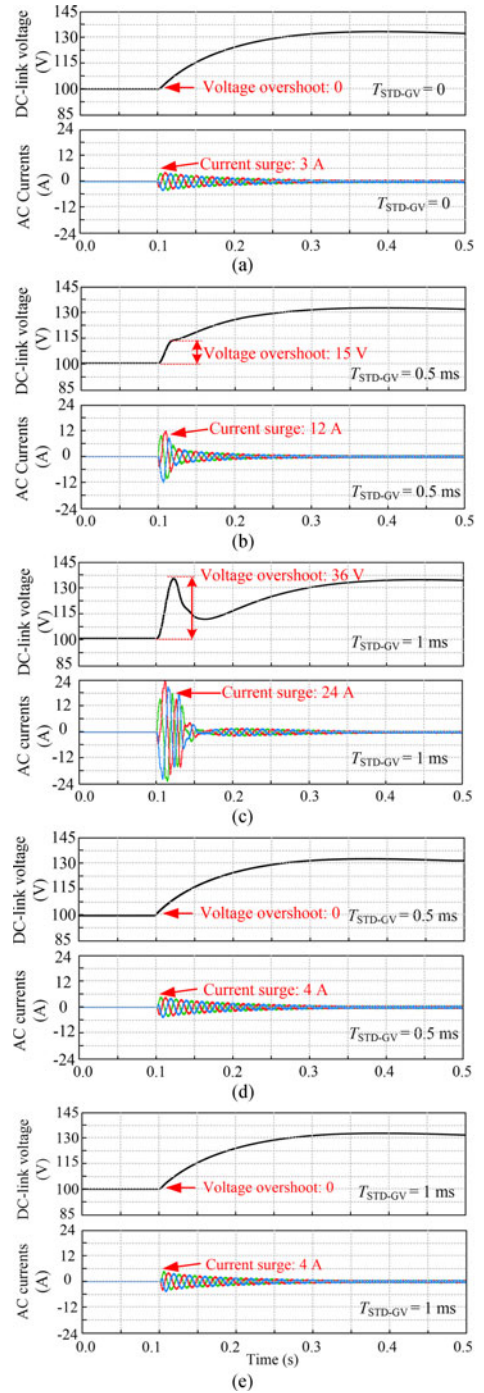 DC-link voltage
(V)
145
130
115
100
85
Voltage overshoot: 0
TSTD-GV = 0
AC Currents
(A)
24
12
0
-12
-24
Current surge: 3 A
TSTD-GV = 0
0.0 0.1 0.2 0.3 0.4 0.5
(a)
DC-link voltage
(V)
145
130
115
100
85
Voltage overshoot: 15 V
TSTD-GV = 0.5 ms
AC Currents
(A)
24
12
0
-12
-24
Current surge: 12 A
TSTD-GV = 0.5 ms
0.0 0.1 0.2 0.3 0.4 0.5
(b)
DC-link voltage
(V)
145
130
115
100
85
Voltage overshoot: 36 V
TSTD-GV = 1 ms
AC currents
(A)
24
12
0
-12
-24
Current surge: 24 A
TSTD-GV = 1 ms
0.0 0.1 0.2 0.3 0.4 0.5
(c)
DC-link voltage
(V)
145
130
115
100
85
Voltage overshoot: 0
TSTD-GV = 0.5 ms
AC currents
(A)
24
12
0
-12
-24
Current surge: 4 A
TSTD-GV = 0.5 ms
0.0 0.1 0.2 0.3 0.4 0.5
(d)
DC-link voltage
(V)
145
130
115
100
85
Voltage overshoot: 0
TSTD-GV = 1 ms
AC currents
(A)
24
12
0
-12
-24
Current surge: 4 A
TSTD-GV = 1 ms
0.0 0.1 0.2 0.3 0.4 0.5
Time (s)
(e)